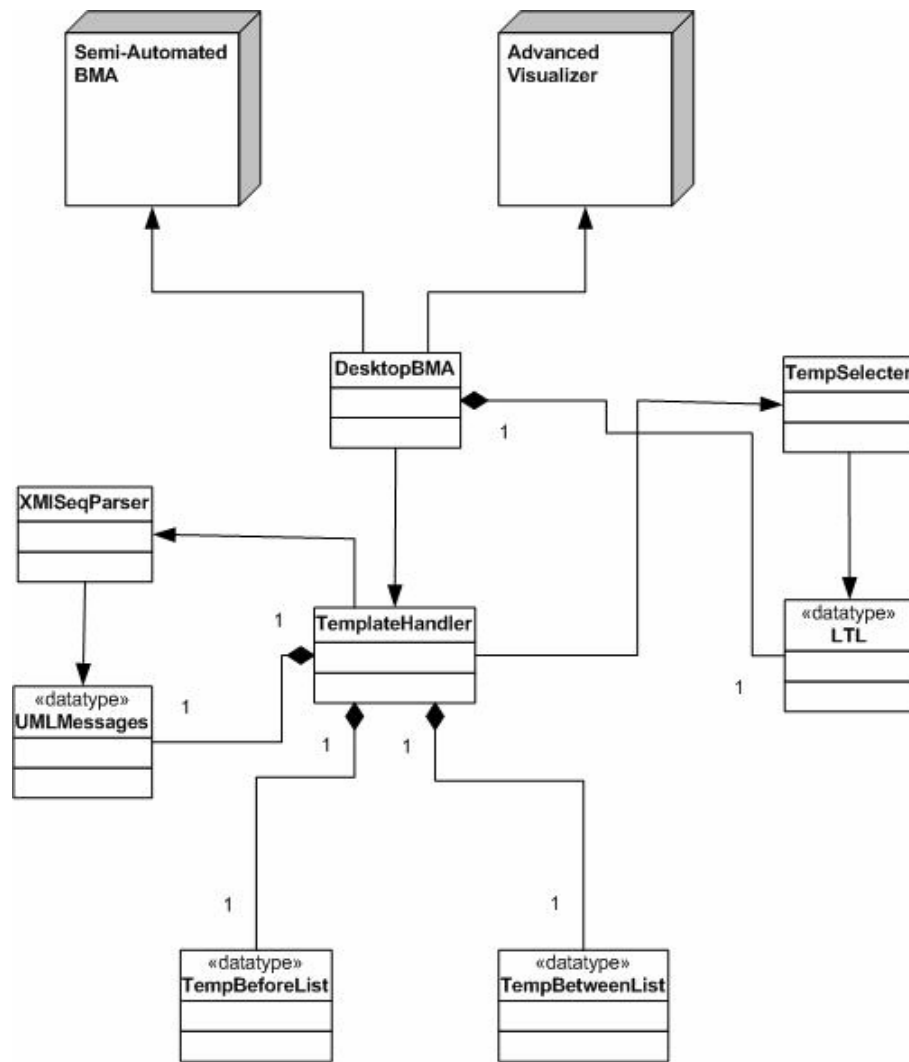 Semi-Automated
BMA
Advanced
Visualizer
DesktopBMA
1
TempSelecter
XMISeqParser
1
TemplateHandler
«datatype»
LTL
1
«datatype»
UMLMessages
1
1
1
1
1
«datatype»
TempBeforeList
«datatype»
TempBetweenList